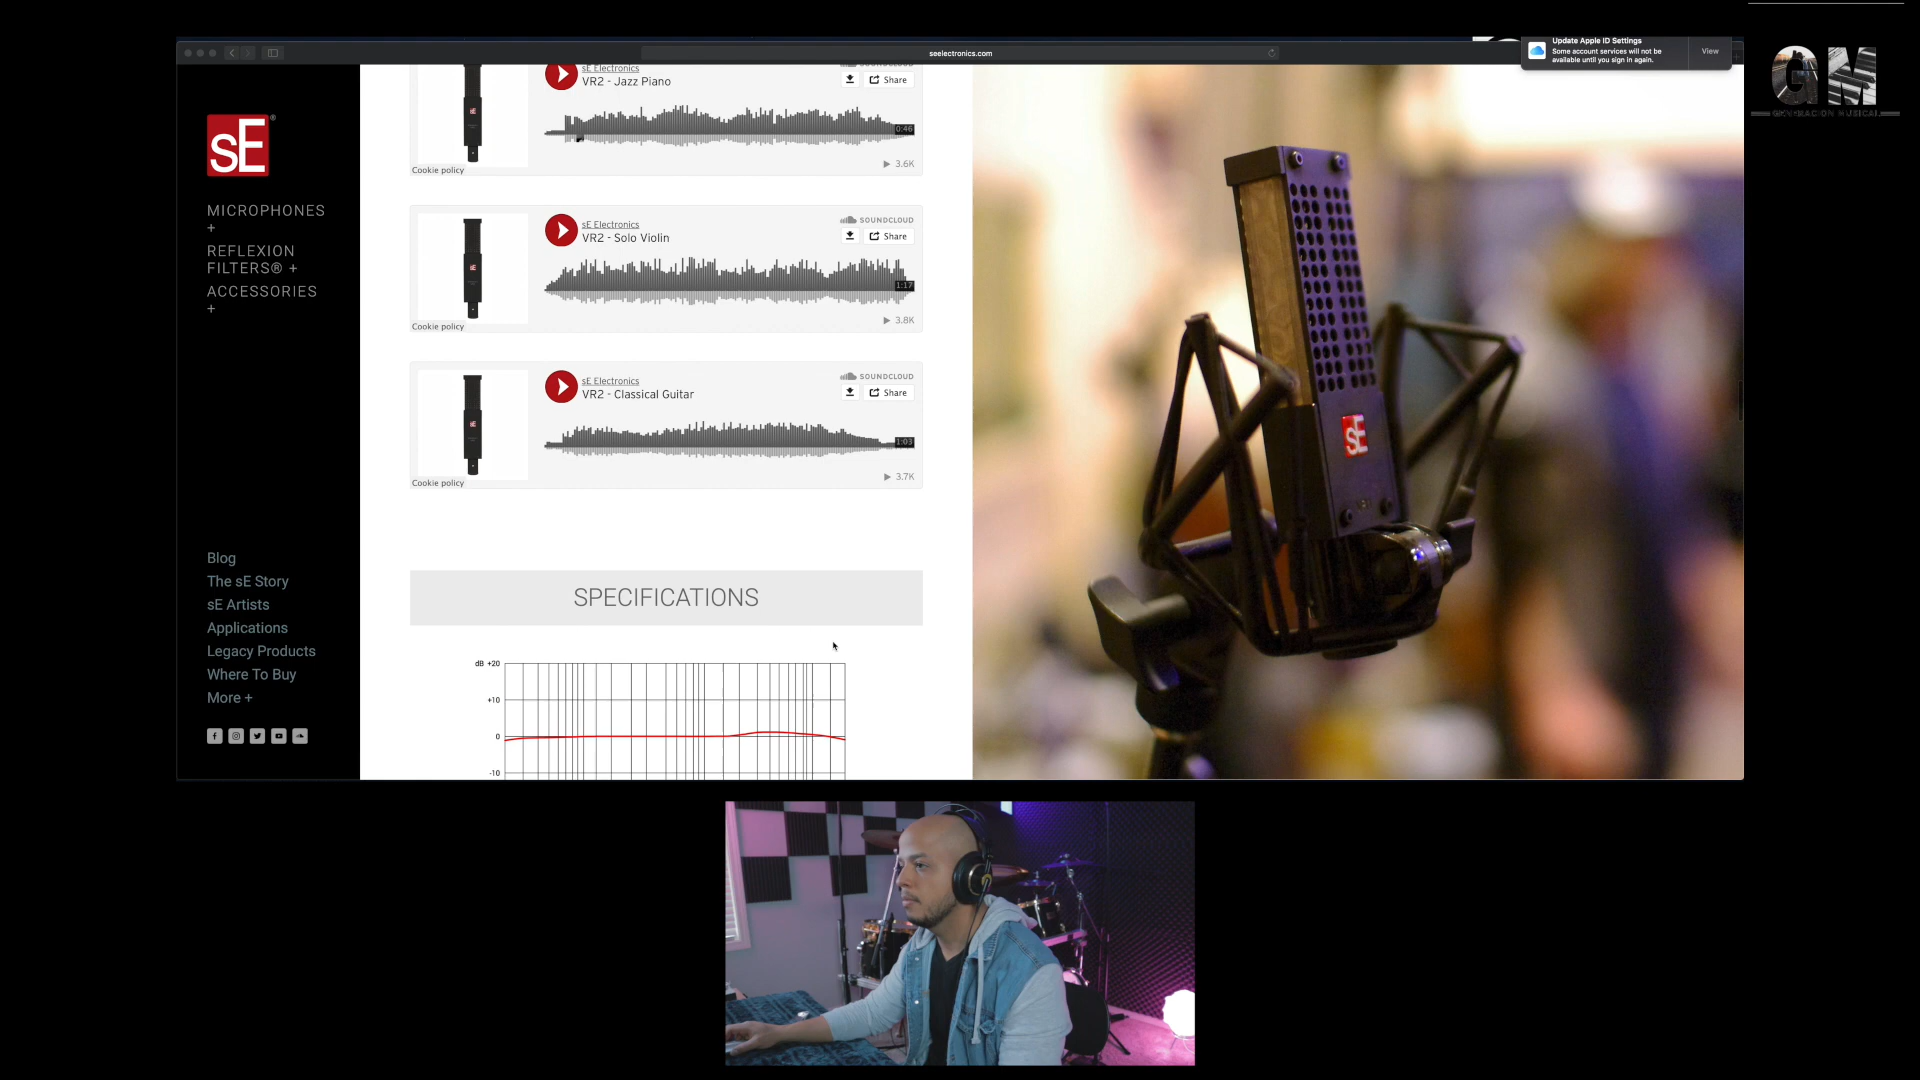 seelectronics.com
Update Apple ID Settings
Some account services will not be
available until you sign in again.
View
GM
GENERACION MUSICAL
sE®
MICROPHONES
+
REFLEXION
FILTERS® +
ACCESSORIES
+
Blog
The sE Story
sE Artists
Applications
Legacy Products
Where To Buy
More +
sE Electronics
VR2 - Jazz Piano
SOUNDCLOUD
Share
0:46
3.6K
Cookie policy
sE Electronics
VR2 - Solo Violin
SOUNDCLOUD
Share
1:17
3.8K
Cookie policy
sE Electronics
VR2 - Classical Guitar
SOUNDCLOUD
Share
1:03
3.7K
Cookie policy
SPECIFICATIONS
dB +20
+10
0
-10
sE